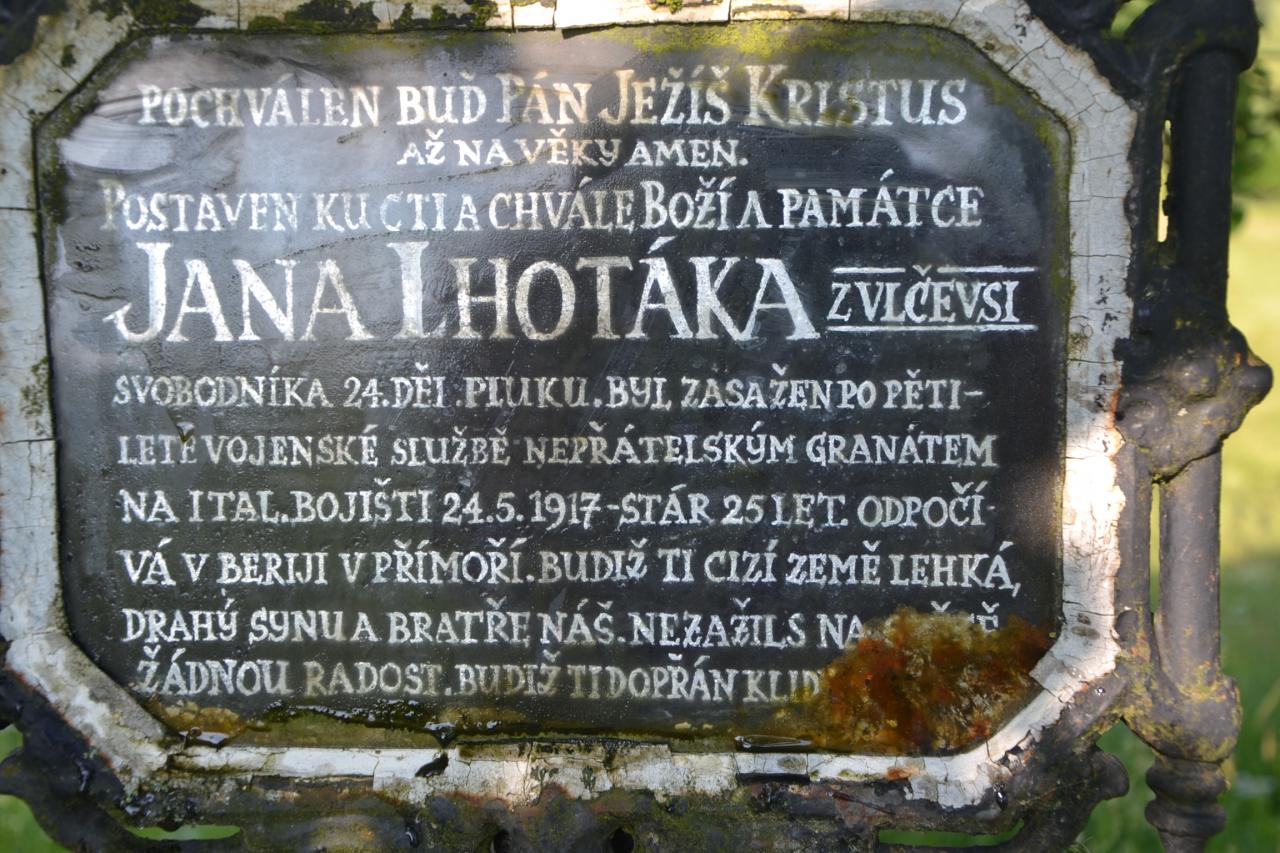 POCHVÁLEN BUĎ PÁN JEŽÍŠ KRISTUS
AŽ NA VĚKY AMEN.
POSTAVEN KU CTI A CHVÁLE BOŽÍ A PAMÁTCE
JANA LHOTÁKA Z VLČEVSI
SVOBODNÍKA 24. DĚL. PLUKU. BYL ZASAŽEN PO PĚTI-
LETÉ VOJENSKÉ SLUŽBĚ NEPŘÁTELSKÝM GRANÁTEM
NA ITAL. BOJIŠTI 24.5.1917-STÁR 25 LET. ODPOČÍ-
VÁ V BERIJI V PŘÍMOŘÍ. BUDIŽ TI CIZÍ ZEMĚ LEHKÁ,
DRAHÝ SYNU A BRATŘE NÁŠ. NEZAŽILS NA
ŽÁDNOU RADOST. BUDIŽ TI DOPŘÁN KLID